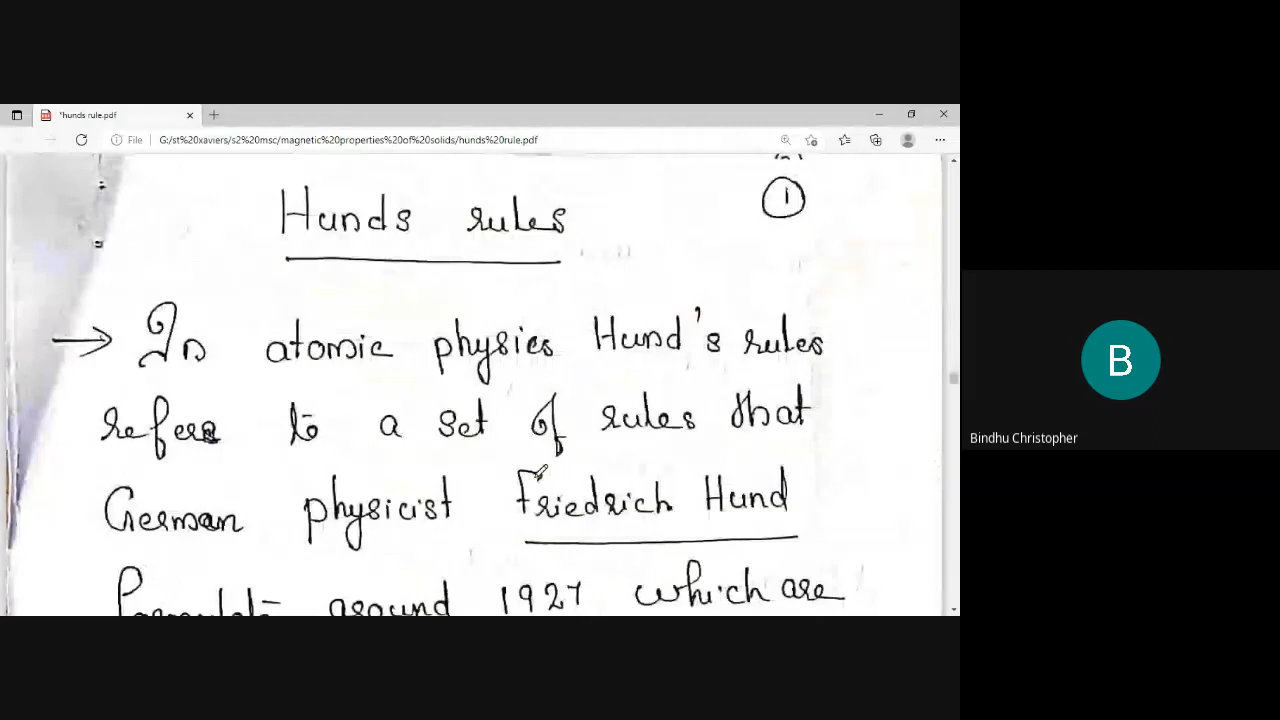 *hunds rule.pdf
File G:/st%20xaviers/s2%20msc/magnetic%20properties%20of%20solids/hunds%20rule.pdf
1
Hunds rules
→ In atomic physics Hund's rules
refers to a set of rules that
German physicist Friedrich Hund
around 1927 which are
B
Bindhu Christopher